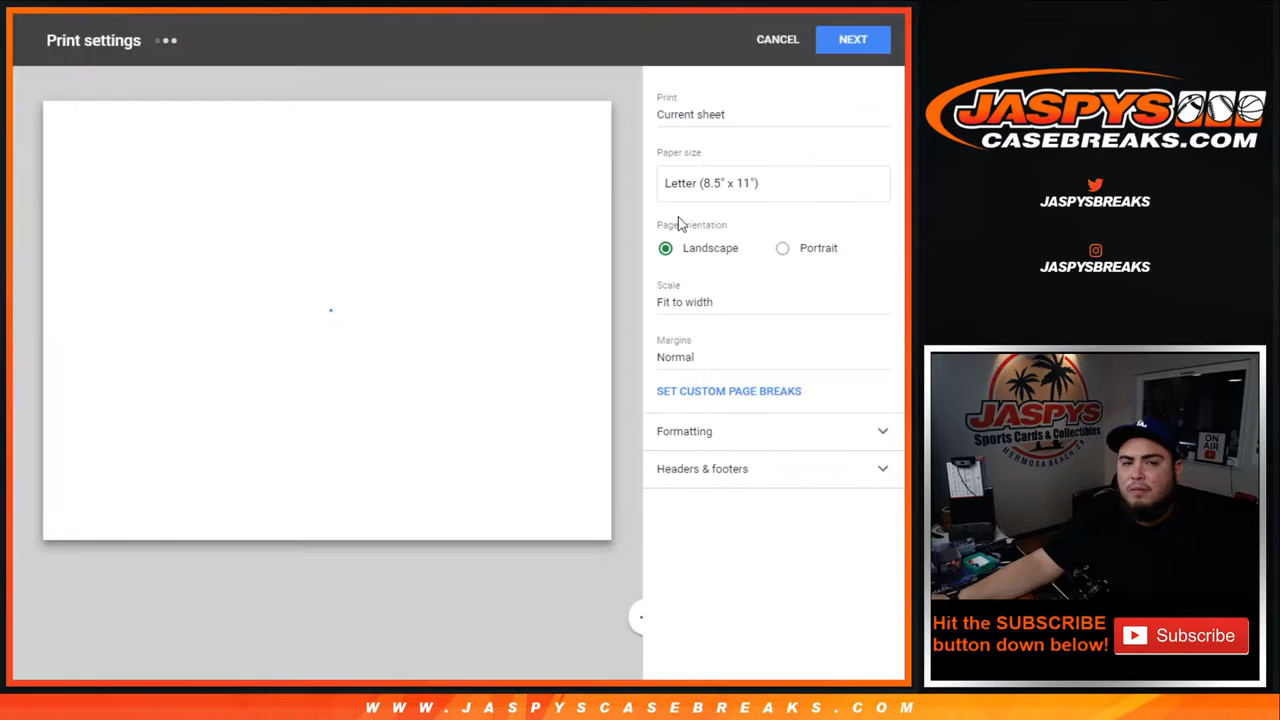 Print settings
CANCEL
NEXT
Print
Current sheet
Paper size
Letter (8.5" x 11")
Page orientation
Landscape
Portrait
Scale
Fit to width
Margins
Normal
SET CUSTOM PAGE BREAKS
Formatting
Headers & footers
JASPYS
CASEBREAKS.COM
JASPYSBREAKS
JASPYSBREAKS
JASPYS
Sports Cards & Collectibles
HERMOSA BEACH, CA
ON
AIR
LA
Hit the SUBSCRIBE
button down below!
Subscribe
WWW.JASPYSCASEBREAKS.COM